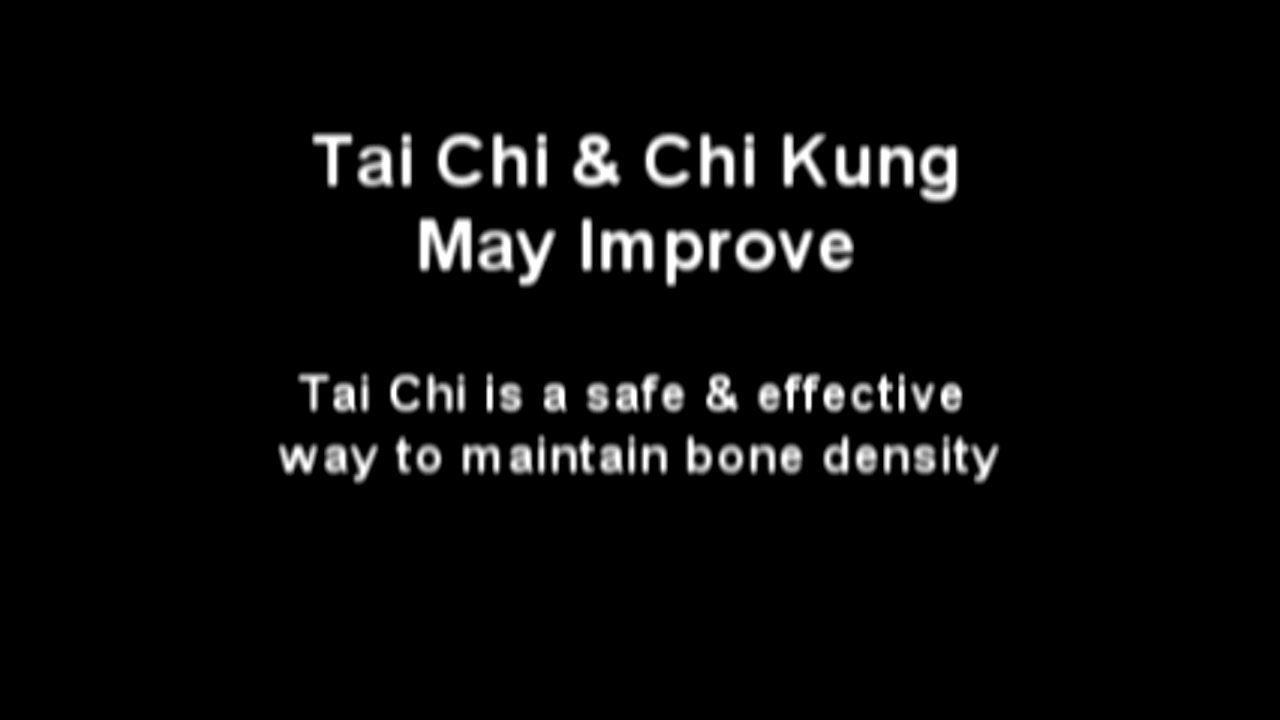 Tai Chi & Chi Kung
May Improve
Tai Chi is a safe & effective
way to maintain bone density